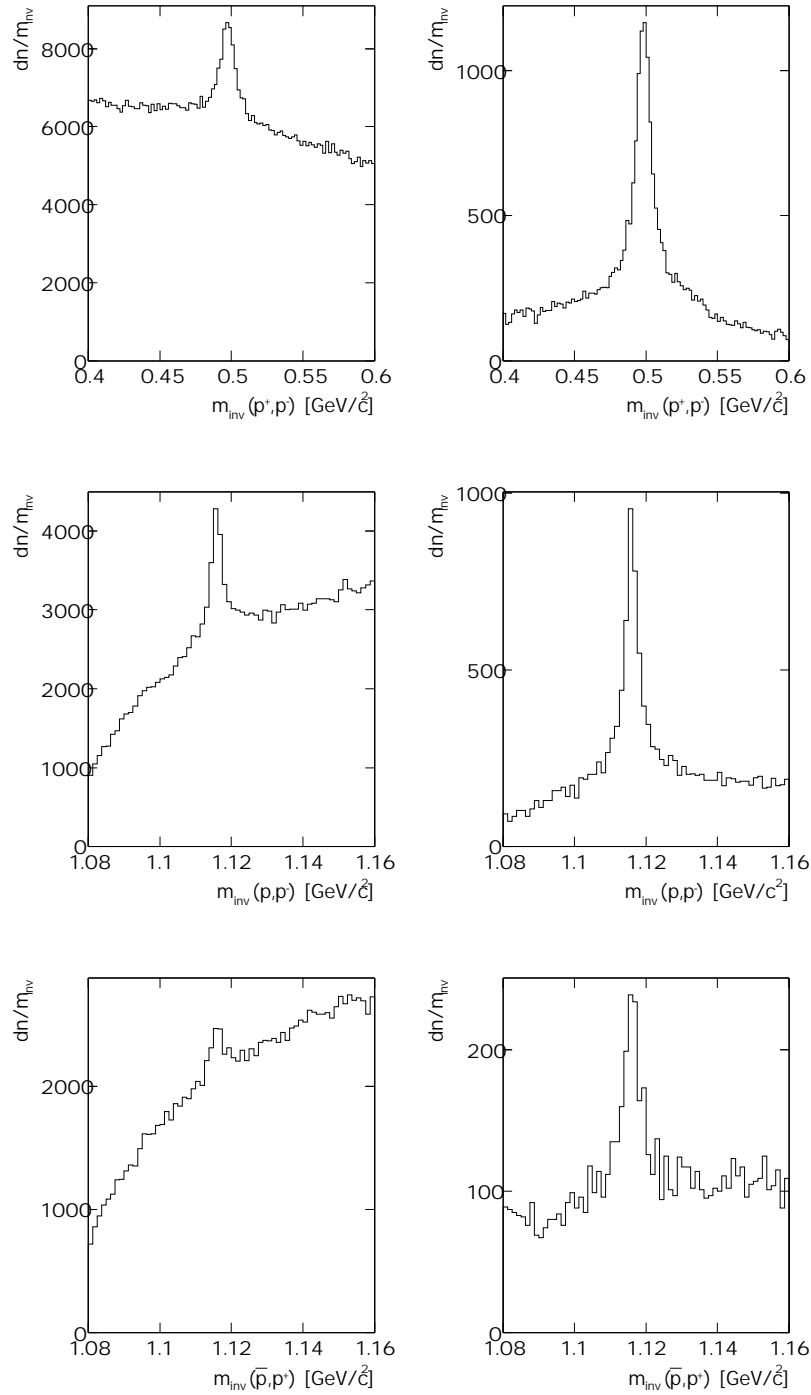 dn/m_inv
8000
6000
4000
2000
0
0.4 0.45 0.5 0.55 0.6
m_inv (p⁺,p⁻) [GeV/c²]
dn/m_inv
1000
500
0
0.4 0.45 0.5 0.55 0.6
m_inv (p⁺,p⁻) [GeV/c²]
dn/m_inv
4000
3000
2000
1000
0
1.08 1.1 1.12 1.14 1.16
m_inv (p,p⁻) [GeV/c²]
dn/m_inv
1000
500
0
1.08 1.1 1.12 1.14 1.16
m_inv (p,p⁻) [GeV/c²]
dn/m_inv
2000
1000
0
1.08 1.1 1.12 1.14 1.16
m_inv (p̅,p⁺) [GeV/c²]
dn/m_inv
200
100
0
1.08 1.1 1.12 1.14 1.16
m_inv (p̅,p⁺) [GeV/c²]